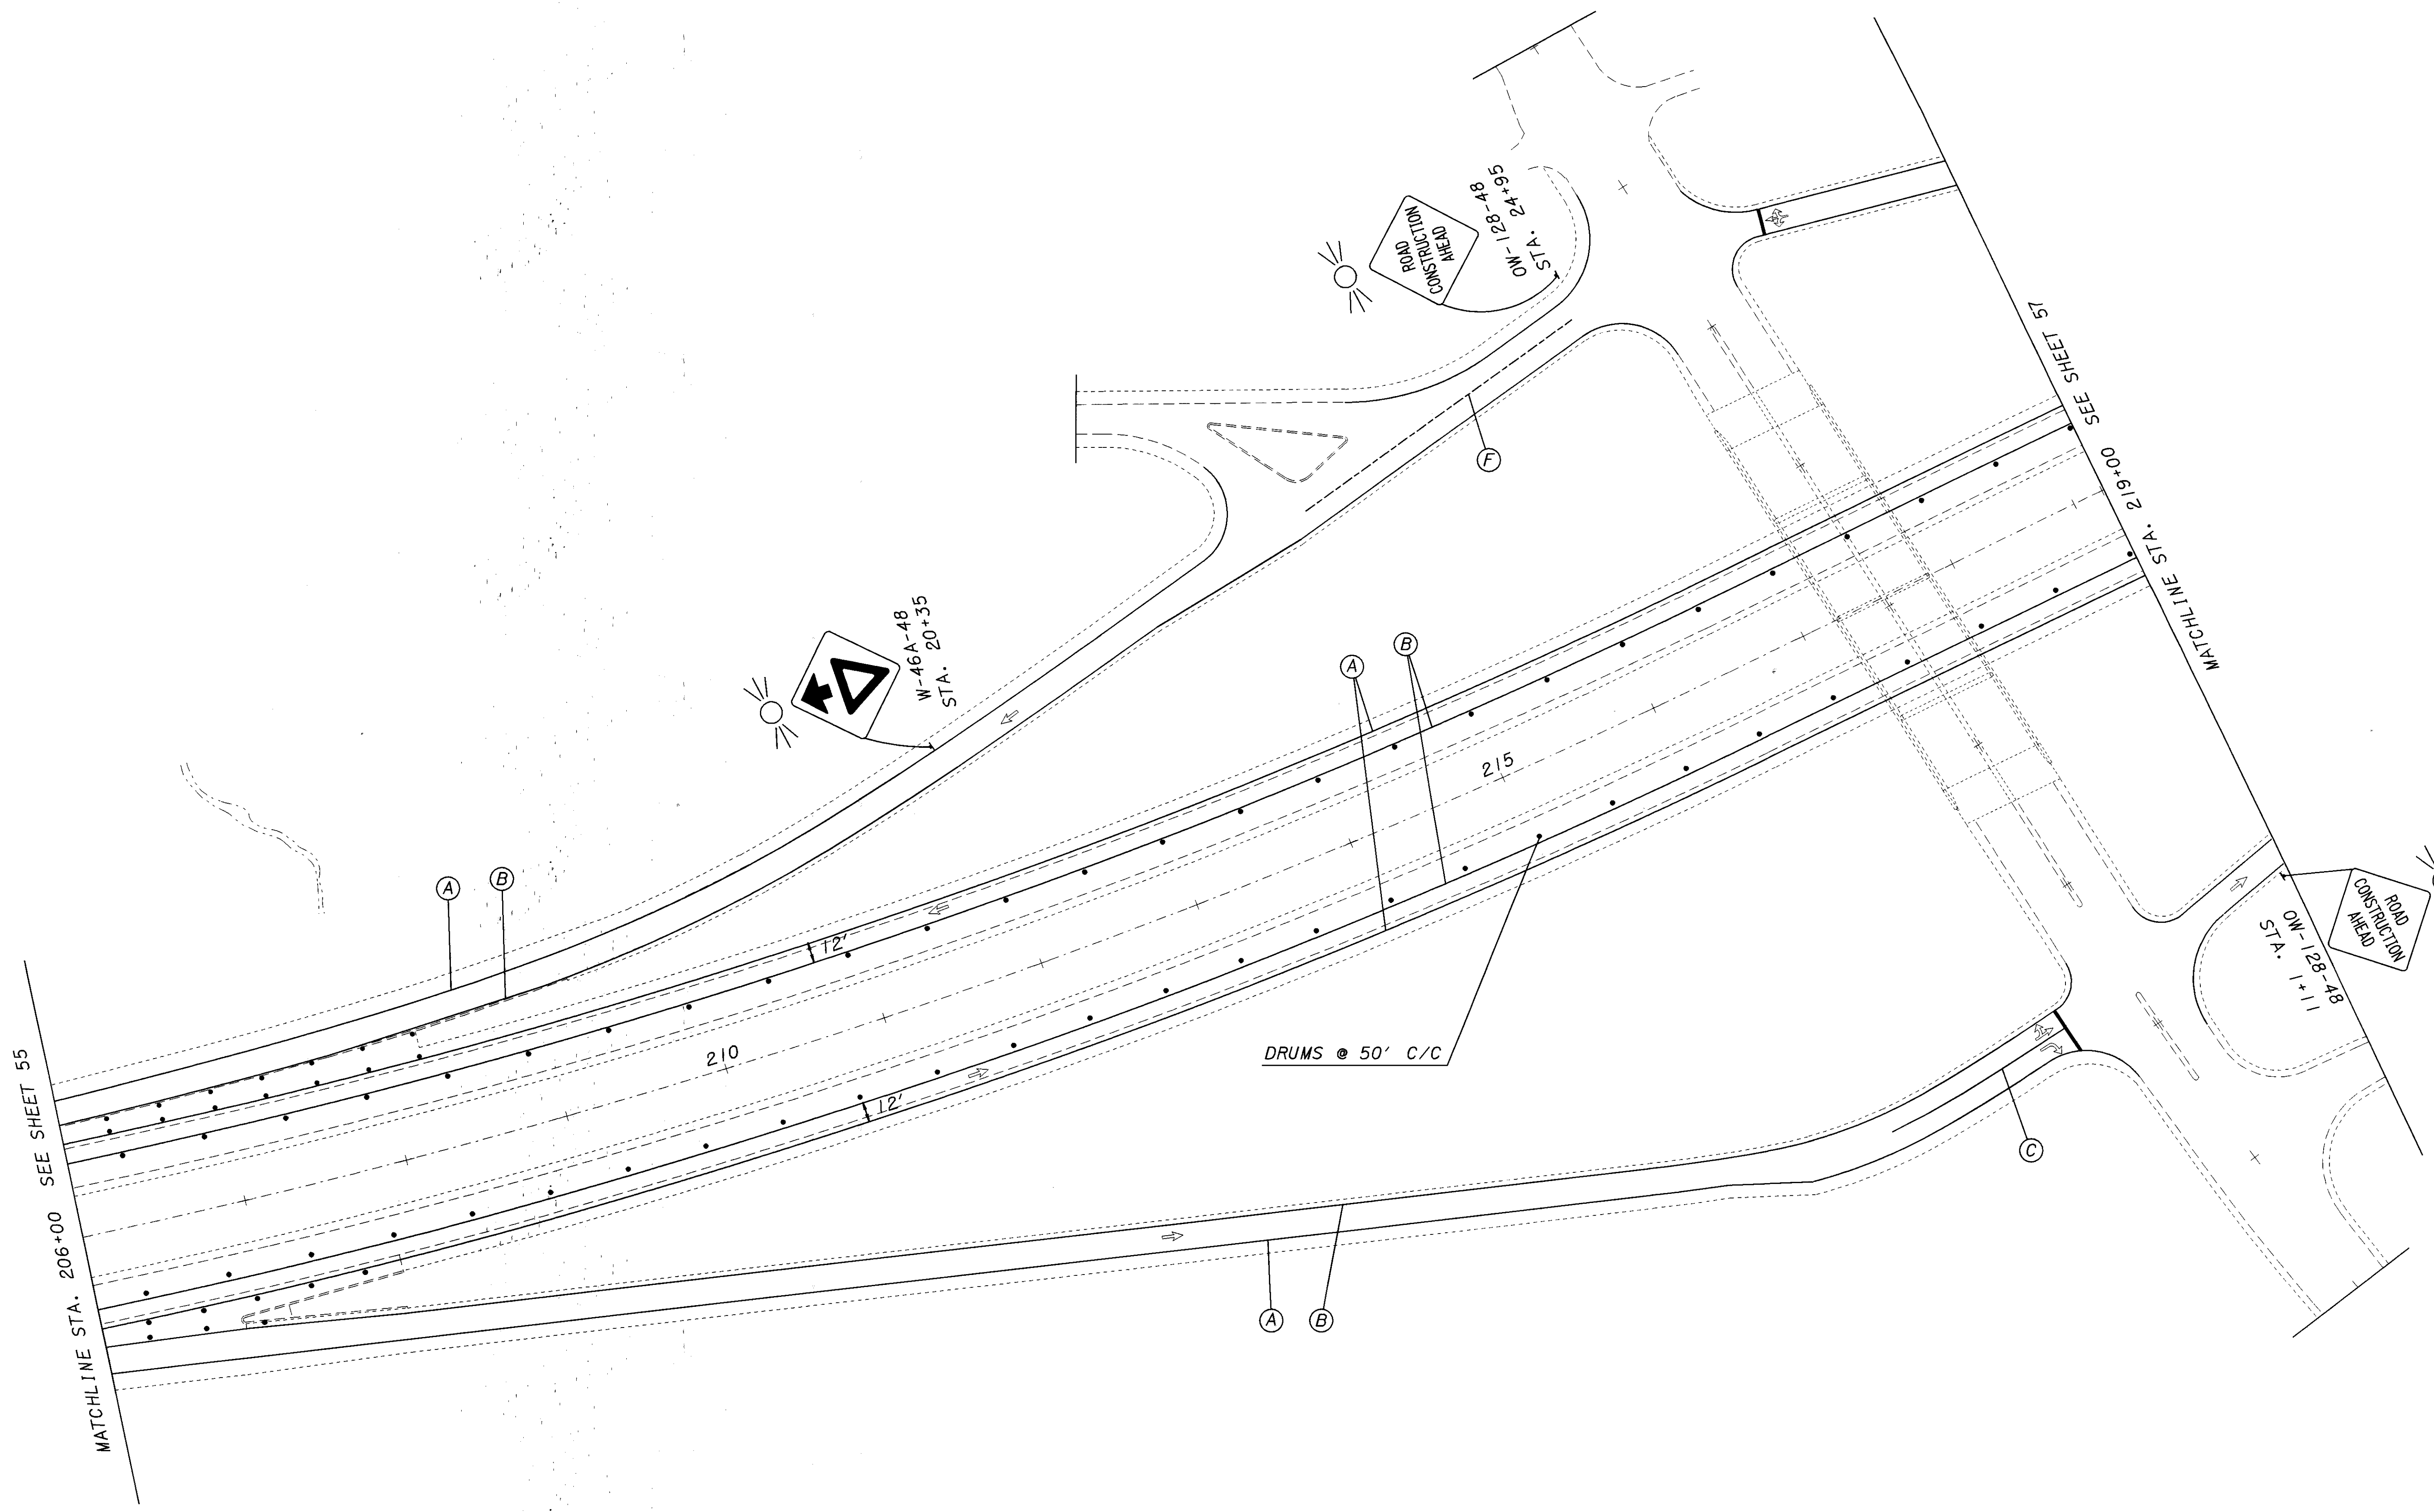 ROAD
CONSTRUCTION
AHEAD
OW-128-48
STA. 24+95
MATCHLINE STA. 219+00 SEE SHEET 57
F
W-46A-48
STA. 20+35
A
B
215
A
B
12'
210
12'
DRUMS @ 50' C/C
ROAD
CONSTRUCTION
AHEAD
OW-128-48
STA. 1+11
C
A
B
MATCHLINE STA. 206+00 SEE SHEET 55